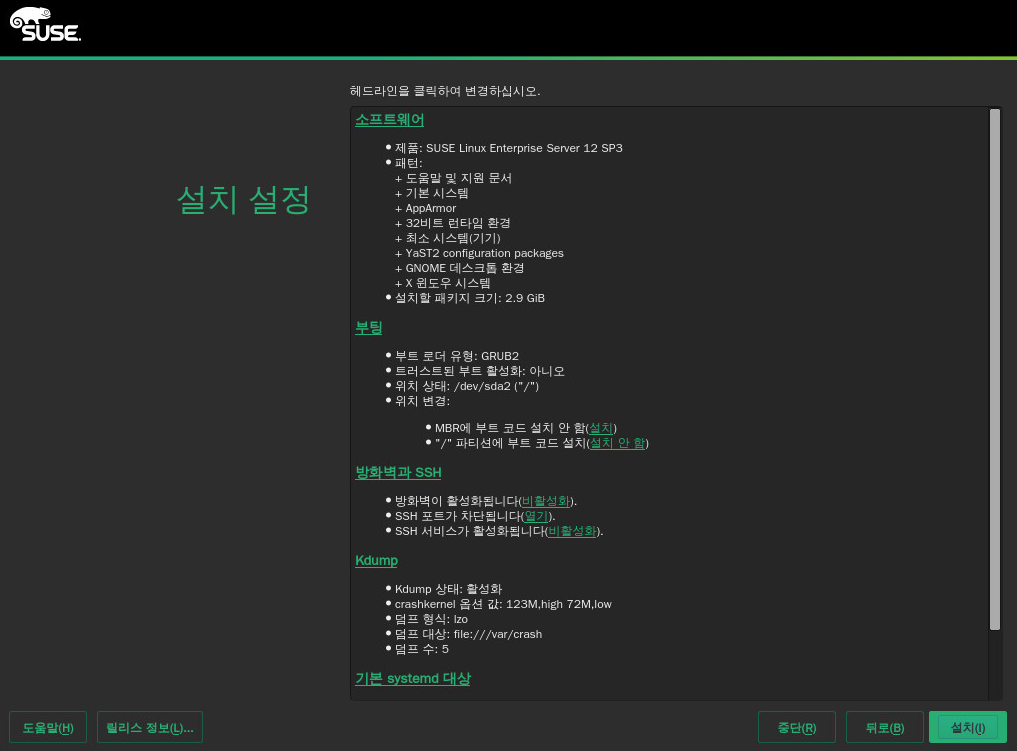 SUSE
헤드라인을 클릭하여 변경하십시오.
설치 설정
소프트웨어
제품: SUSE Linux Enterprise Server 12 SP3
패턴:
+ 도움말 및 지원 문서
+ 기본 시스템
+ AppArmor
+ 32비트 런타임 환경
+ 최소 시스템(기기)
+ YaST2 configuration packages
+ GNOME 데스크톱 환경
+ X 윈도우 시스템
설치할 패키지 크기: 2.9 GiB
부팅
부트 로더 유형: GRUB2
트러스트된 부트 활성화: 아니오
위치 상태: /dev/sda2 ("/")
위치 변경:
MBR에 부트 코드 설치 안 함(설치)
"/" 파티션에 부트 코드 설치(설치 안 함)
방화벽과 SSH
방화벽이 활성화됩니다(비활성화).
SSH 포트가 차단됩니다(열기).
SSH 서비스가 활성화됩니다(비활성화).
Kdump
Kdump 상태: 활성화
crashkernel 옵션 값: 123M,high 72M,low
덤프 형식: lzo
덤프 대상: file:///var/crash
덤프 수: 5
기본 systemd 대상
도움말(H) 릴리스 정보(L)... 중단(R) 뒤로(B) 설치(I)